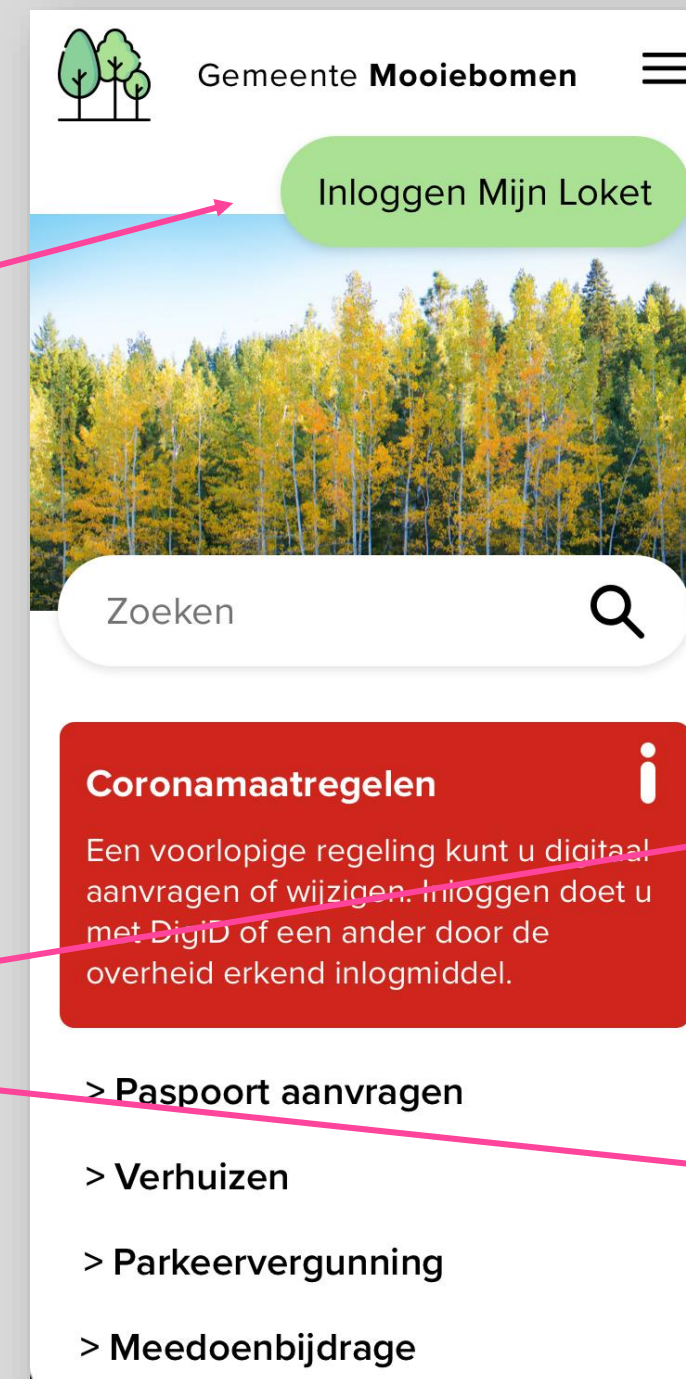 Gemeente Mooiebomen
Inloggen Mijn Loket
Zoeken
Coronamaatregelen
Een voorlopige regeling kunt u digitaal
aanvragen of wijzigen. Inloggen doet u
met DigiD of een ander door de
overheid erkend inlogmiddel.
> Paspoort aanvragen
> Verhuizen
> Parkeervergunning
> Meedoenbijdrage